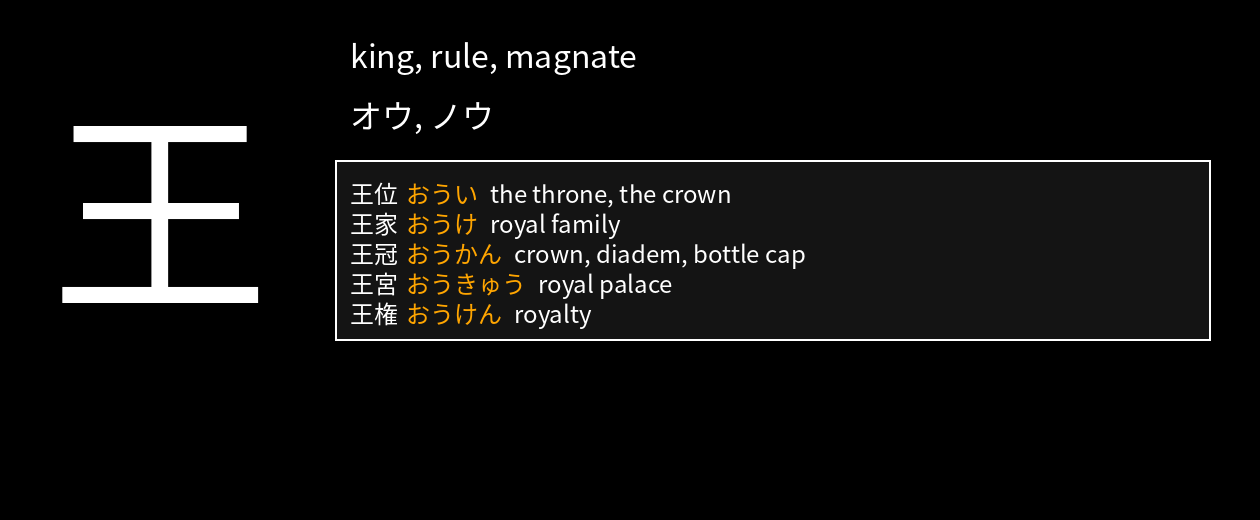 王
king, rule, magnate
オウ, ノウ
王位 おうい the throne, the crown
王家 おうけ royal family
王冠 おうかん crown, diadem, bottle cap
王宮 おうきゅう royal palace
王権 おうけん royalty